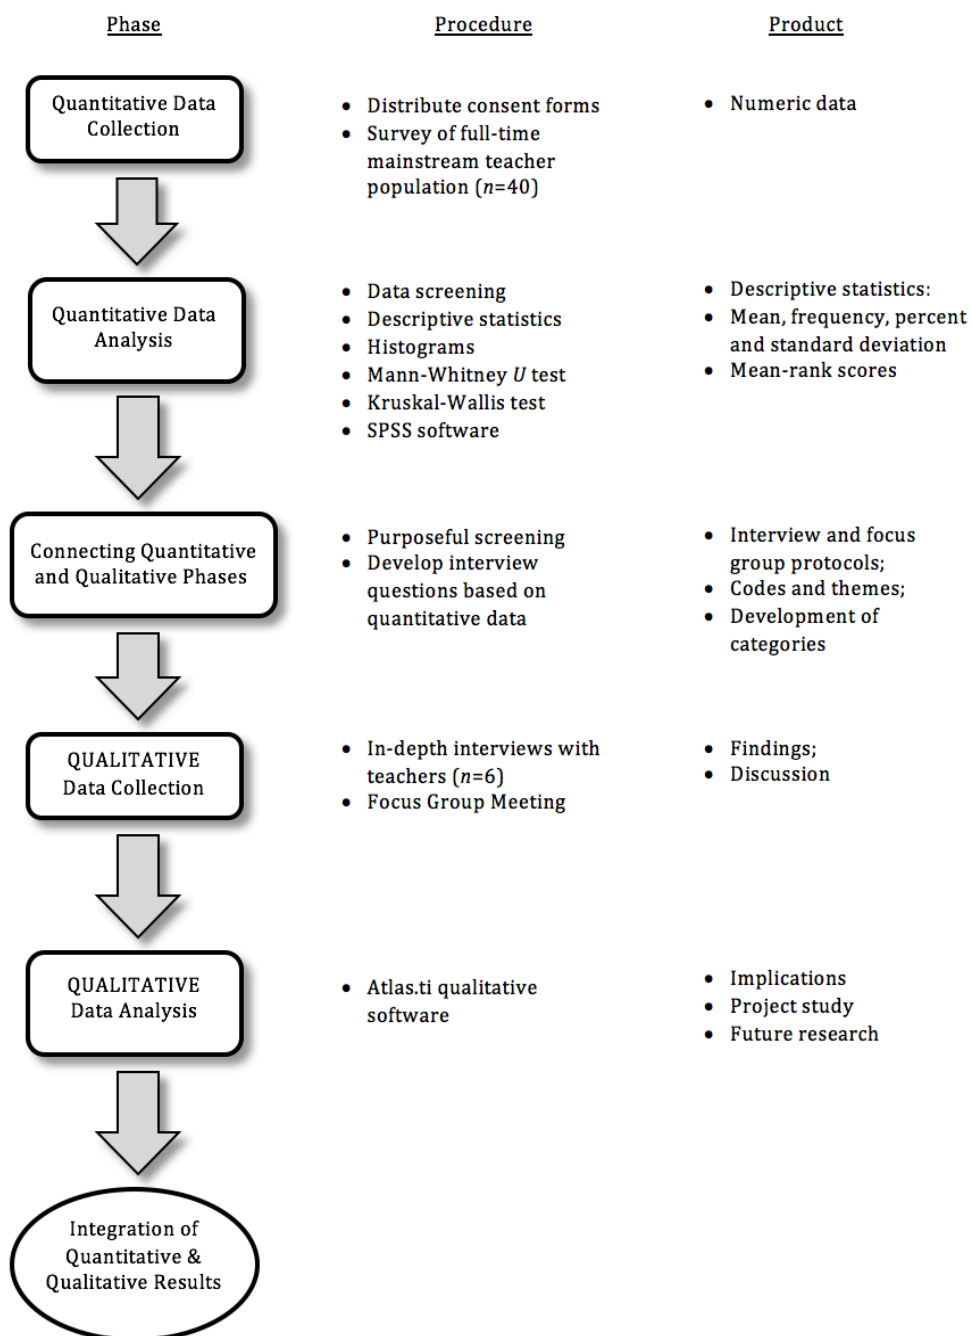 Phase Procedure Product
Quantitative Data
Collection
• Distribute consent forms
• Survey of full-time
mainstream teacher
population (n=40)
• Numeric data
Quantitative Data
Analysis
• Data screening
• Descriptive statistics
• Histograms
• Mann-Whitney U test
• Kruskal-Wallis test
• SPSS software
• Descriptive statistics:
• Mean, frequency, percent
and standard deviation
• Mean-rank scores
Connecting Quantitative
and Qualitative Phases
• Purposeful screening
• Develop interview
questions based on
quantitative data
• Interview and focus
group protocols;
• Codes and themes;
• Development of
categories
QUALITATIVE
Data Collection
• In-depth interviews with
teachers (n=6)
• Focus Group Meeting
• Findings;
• Discussion
QUALITATIVE
Data Analysis
• Atlas.ti qualitative
software
• Implications
• Project study
• Future research
Integration of
Quantitative &
Qualitative Results